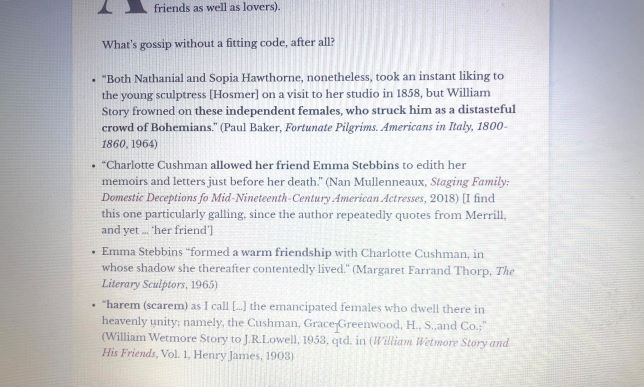 friends as well as lovers).
What's gossip without a fitting code, after all?
• "Both Nathanial and Sopia Hawthorne, nonetheless, took an instant liking to
the young sculptress [Hosmer] on a visit to her studio in 1858, but William
Story frowned on these independent females, who struck him as a distasteful
crowd of Bohemians." (Paul Baker, Fortunate Pilgrims. Americans in Italy, 1800-
1860, 1964)
• "Charlotte Cushman allowed her friend Emma Stebbins to edith her
memoirs and letters just before her death." (Nan Mullenneaux, Staging Family:
Domestic Deceptions fo Mid-Nineteenth-Century American Actresses, 2018) [I find
this one particularly galling, since the author repeatedly quotes from Merrill,
and yet ... 'her friend']
• Emma Stebbins "formed a warm friendship with Charlotte Cushman, in
whose shadow she thereafter contentedly lived." (Margaret Farrand Thorp, The
Literary Sculptors, 1965)
• "harem (scarem) as I call [...] the emancipated females who dwell there in
heavenly unity; namely, the Cushman, Grace Greenwood, H., S.,and Co.;"
(William Wetmore Story to J.R.Lowell, 1953, qtd. in (William Wetmore Story and
His Friends, Vol. 1, Henry James, 1903)